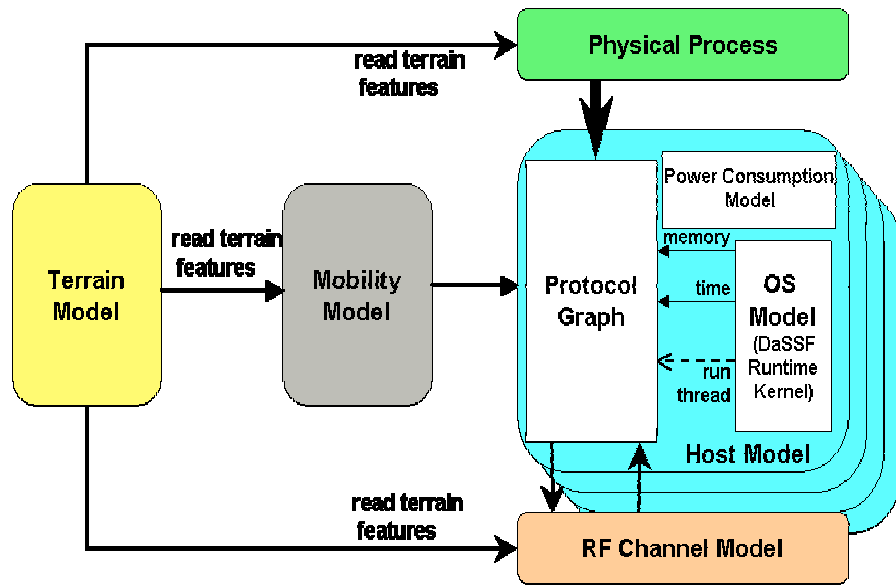 Physical Process
read terrain
features
Power Consumption
Model
memory
read terrain
features
Terrain
Model
Mobility
Model
Protocol
Graph
time
OS
Model
(DaSSF
Runtime
Kernel)
run
thread
Host Model
read terrain
features
RF Channel Model